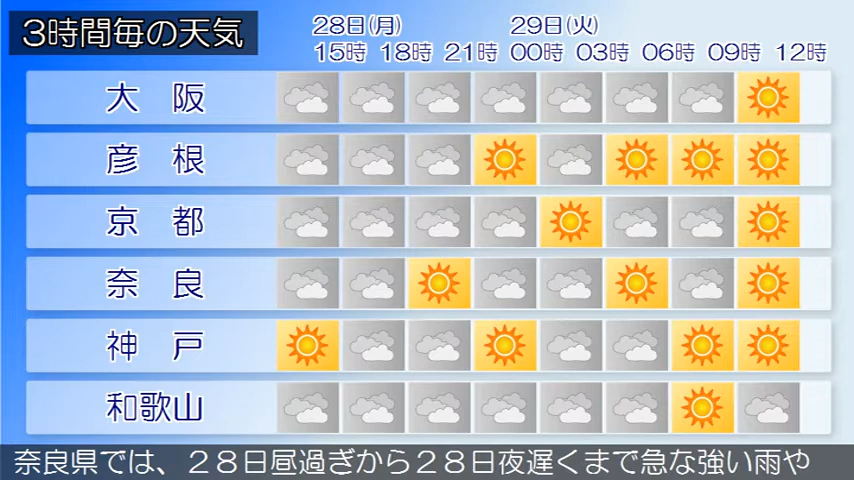 3時間毎の天気
28日(月) 29日(火)
15時 18時 21時 00時 03時 06時 09時 12時
大 阪
彦 根
京 都
奈 良
神 戸
和歌山
奈良県では、２８日昼過ぎから２８日夜遅くまで急な強い雨や